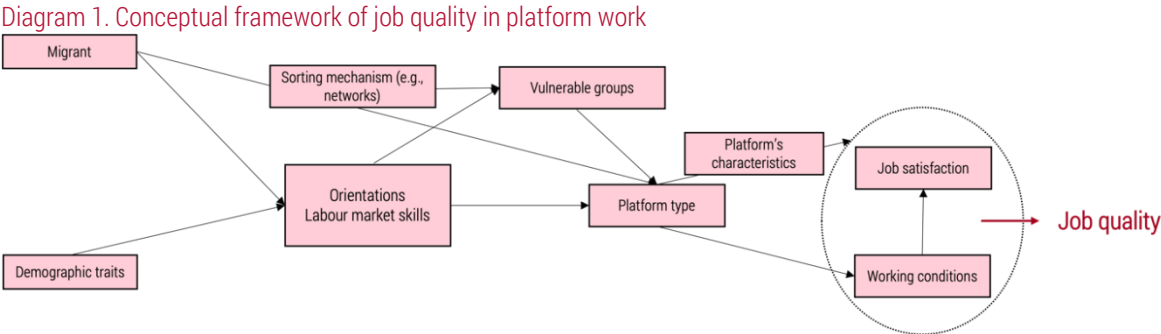 Diagram 1. Conceptual framework of job quality in platform work
Migrant
Sorting mechanism (e.g.,
networks)
Vulnerable groups
Platform's
characteristics
Job satisfaction
Orientations
Labour market skills
Platform type
Job quality
Demographic traits
Working conditions